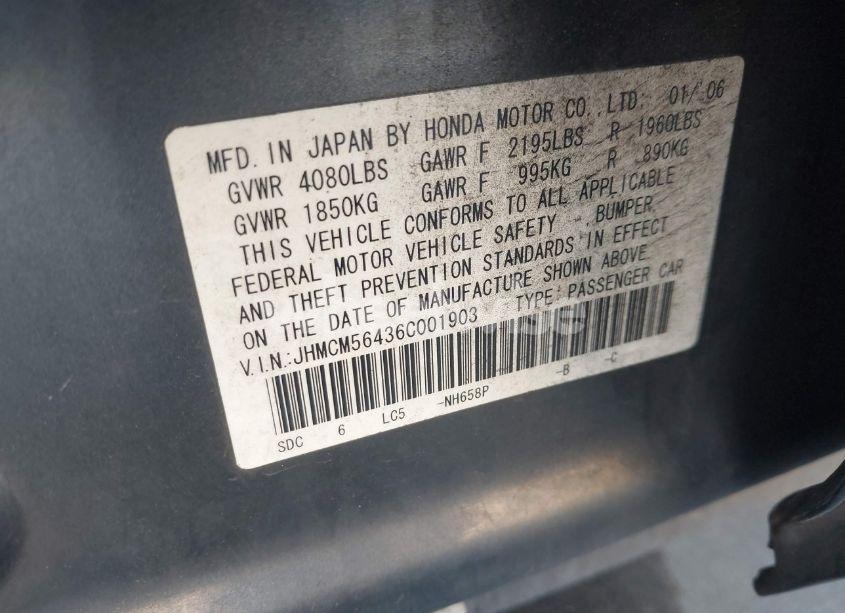 MFD. IN JAPAN BY HONDA MOTOR CO., LTD. 01/ 06
GVWR 4080LBS GAWR F 2195LBS R 1960LBS
GVWR 1850KG GAWR F 995KG R 890KG
THIS VEHICLE CONFORMS TO ALL APPLICABLE
FEDERAL MOTOR VEHICLE SAFETY - BUMPER
AND THEFT PREVENTION STANDARDS IN EFFECT
ON THE DATE OF MANUFACTURE SHOWN ABOVE.
V.I.N.:JHMCM56436C001903 TYPE: PASSENGER CAR
SDC 6 LC5 -NH658P -B -C